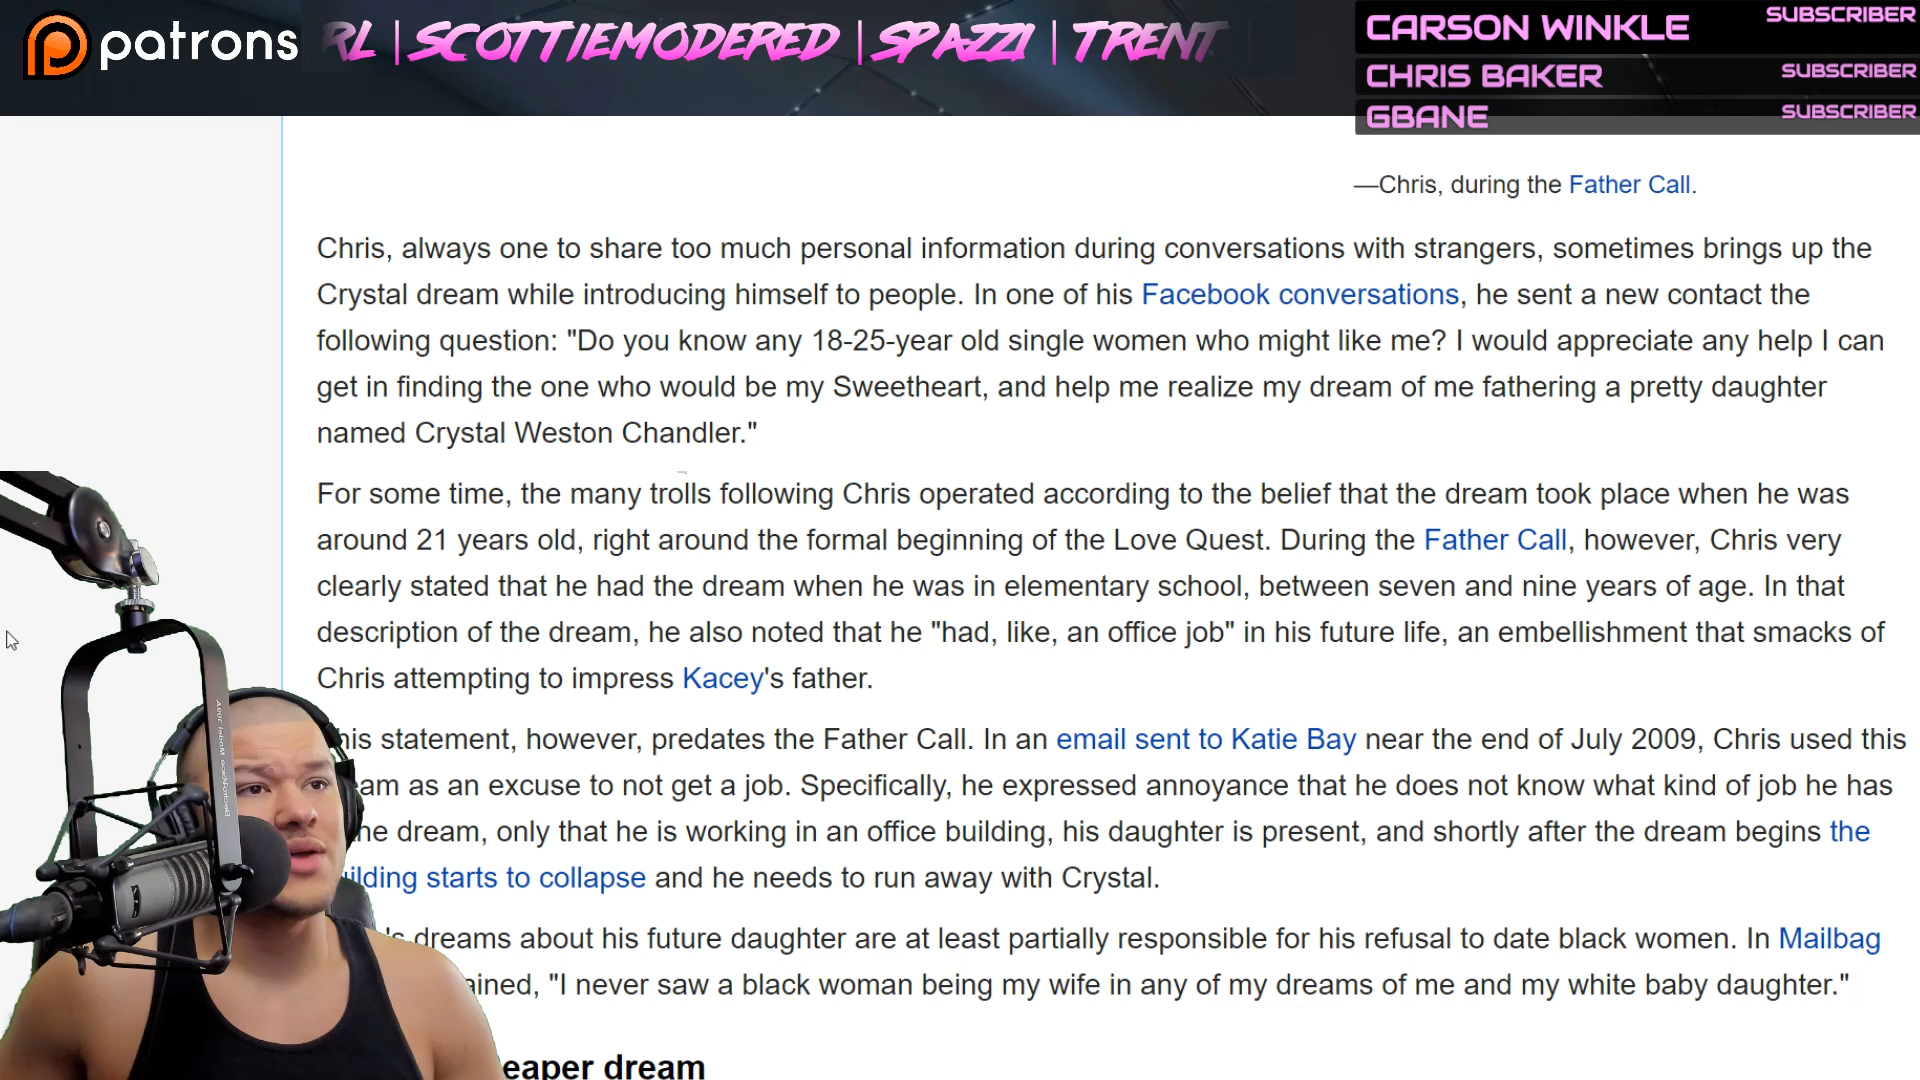 patrons
RL | SCOTTIEMODERED | SPAZZI | TRENT
CARSON WINKLE SUBSCRIBER
CHRIS BAKER SUBSCRIBER
GBANE SUBSCRIBER
—Chris, during the Father Call.
Chris, always one to share too much personal information during conversations with strangers, sometimes brings up the
Crystal dream while introducing himself to people. In one of his Facebook conversations, he sent a new contact the
following question: "Do you know any 18-25-year old single women who might like me? I would appreciate any help I can
get in finding the one who would be my Sweetheart, and help me realize my dream of me fathering a pretty daughter
named Crystal Weston Chandler."
For some time, the many trolls following Chris operated according to the belief that the dream took place when he was
around 21 years old, right around the formal beginning of the Love Quest. During the Father Call, however, Chris very
clearly stated that he had the dream when he was in elementary school, between seven and nine years of age. In that
description of the dream, he also noted that he "had, like, an office job" in his future life, an embellishment that smacks of
Chris attempting to impress Kacey's father.
his statement, however, predates the Father Call. In an email sent to Katie Bay near the end of July 2009, Chris used this
eam as an excuse to not get a job. Specifically, he expressed annoyance that he does not know what kind of job he has
he dream, only that he is working in an office building, his daughter is present, and shortly after the dream begins the
uilding starts to collapse and he needs to run away with Crystal.
's dreams about his future daughter are at least partially responsible for his refusal to date black women. In Mailbag
ained, "I never saw a black woman being my wife in any of my dreams of me and my white baby daughter."
eaper dream